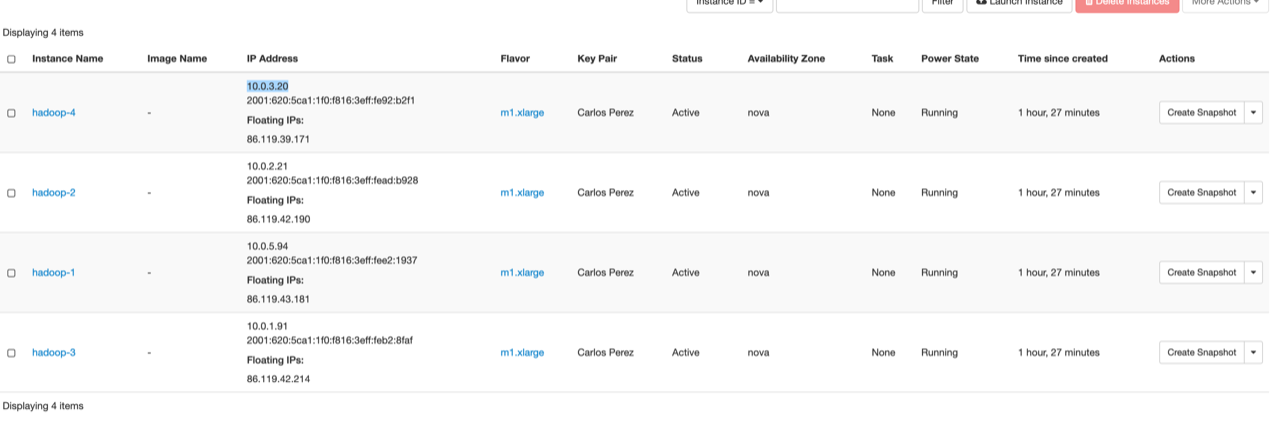 Instance ID =
Filter
Launch Instance
Delete Instances
More Actions
Displaying 4 items
Instance Name Image Name IP Address Flavor Key Pair Status Availability Zone Task Power State Time since created Actions
10.0.3.20
2001:620:5ca1:1f0:f816:3eff:fe92:b2f1
Floating IPs:
hadoop-4 - m1.xlarge Carlos Perez Active nova None Running 1 hour, 27 minutes Create Snapshot
86.119.39.171
10.0.2.21
2001:620:5ca1:1f0:f816:3eff:fead:b928
hadoop-2 - m1.xlarge Carlos Perez Active nova None Running 1 hour, 27 minutes Create Snapshot
Floating IPs:
86.119.42.190
10.0.5.94
2001:620:5ca1:1f0:f816:3eff:fee2:1937
hadoop-1 - m1.xlarge Carlos Perez Active nova None Running 1 hour, 27 minutes Create Snapshot
Floating IPs:
86.119.43.181
10.0.1.91
2001:620:5ca1:1f0:f816:3eff:feb2:8faf
hadoop-3 - m1.xlarge Carlos Perez Active nova None Running 1 hour, 27 minutes Create Snapshot
Floating IPs:
86.119.42.214
Displaying 4 items